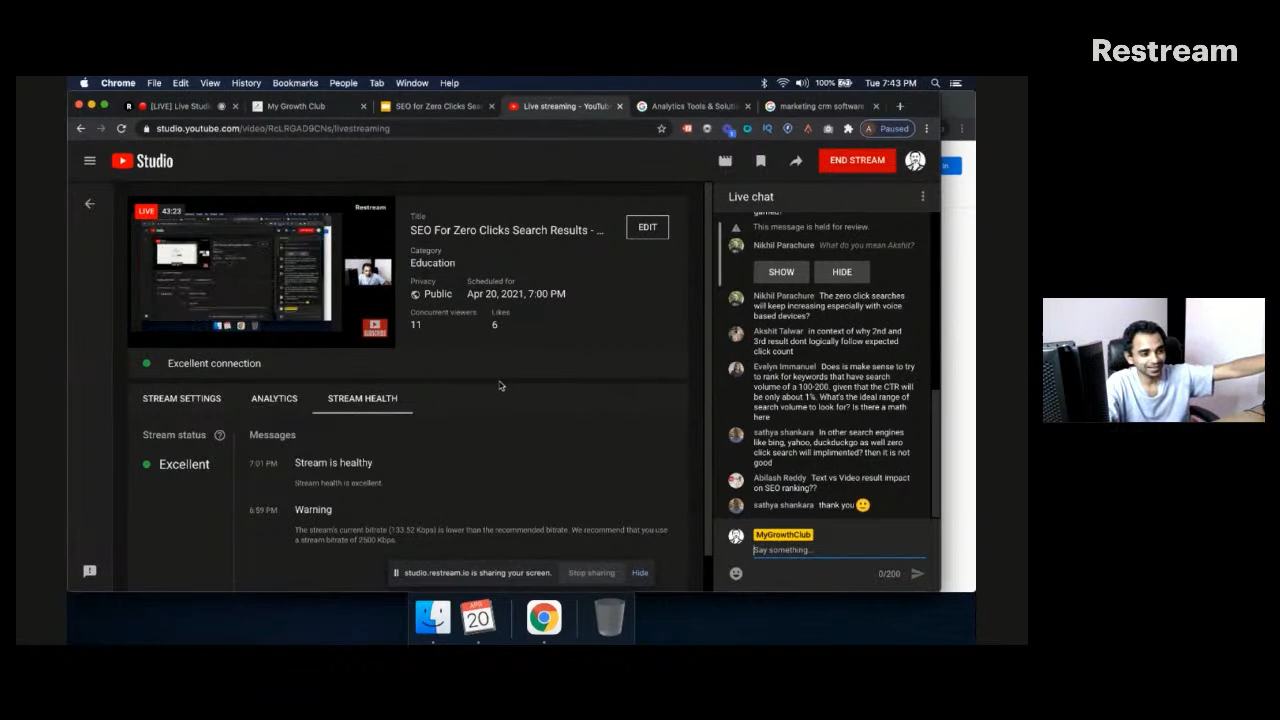 Restream
Chrome File Edit View History Bookmarks People Tab Window Help
100% Tue 7:43 PM
[LIVE] Live Studi
My Growth Club
SEO for Zero Clicks Sea
Live streaming - YouTub
Analytics Tools & Soluti
marketing crm software
studio.youtube.com/video/RcLRGAD9CNs/livestreaming
Paused
Studio
END STREAM
LIVE 43:23
Restream
SUBSCRIBE
Title
SEO For Zero Clicks Search Results - ...
EDIT
Category
Education
Privacy Scheduled for
Public Apr 20, 2021, 7:00 PM
Concurrent viewers Likes
11 6
Excellent connection
STREAM SETTINGS ANALYTICS STREAM HEALTH
Stream status Messages
Excellent
7:01 PM Stream is healthy
Stream health is excellent.
6:59 PM Warning
The stream's current bitrate (133.52 Kbps) is lower than the recommended bitrate. We recommend that you use
a stream bitrate of 2500 Kbps.
studio.restream.io is sharing your screen. Stop sharing Hide
Live chat
This message is held for review.
Nikhil Parachure What do you mean Akshit?
SHOW HIDE
Nikhil Parachure The zero click searches
will keep increasing especially with voice
based devices?
Akshit Talwar in context of why 2nd and
3rd result dont logically follow expected
click count
Evelyn Immanuel Does is make sense to try
to rank for keywords that have search
volume of a 100-200. given that the CTR will
be only about 1%. What's the ideal range of
search volume to look for? Is there a math
here
sathya shankara In other search engines
like bing, yahoo, duckduckgo as well zero
click search will implimented? then it is not
good
Abilash Reddy Text vs Video result impact
on SEO ranking??
sathya shankara thank you
MyGrowthClub
Say something...
0/200
APR
20